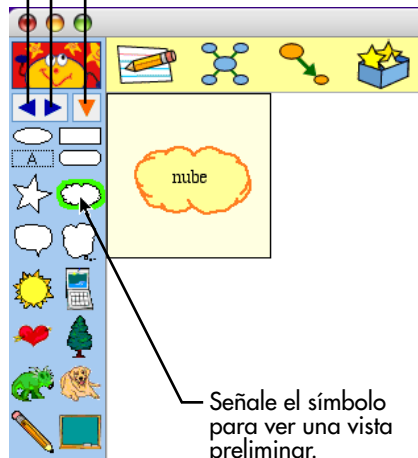 A
nube
Señale el símbolo
para ver una vista
preliminar.